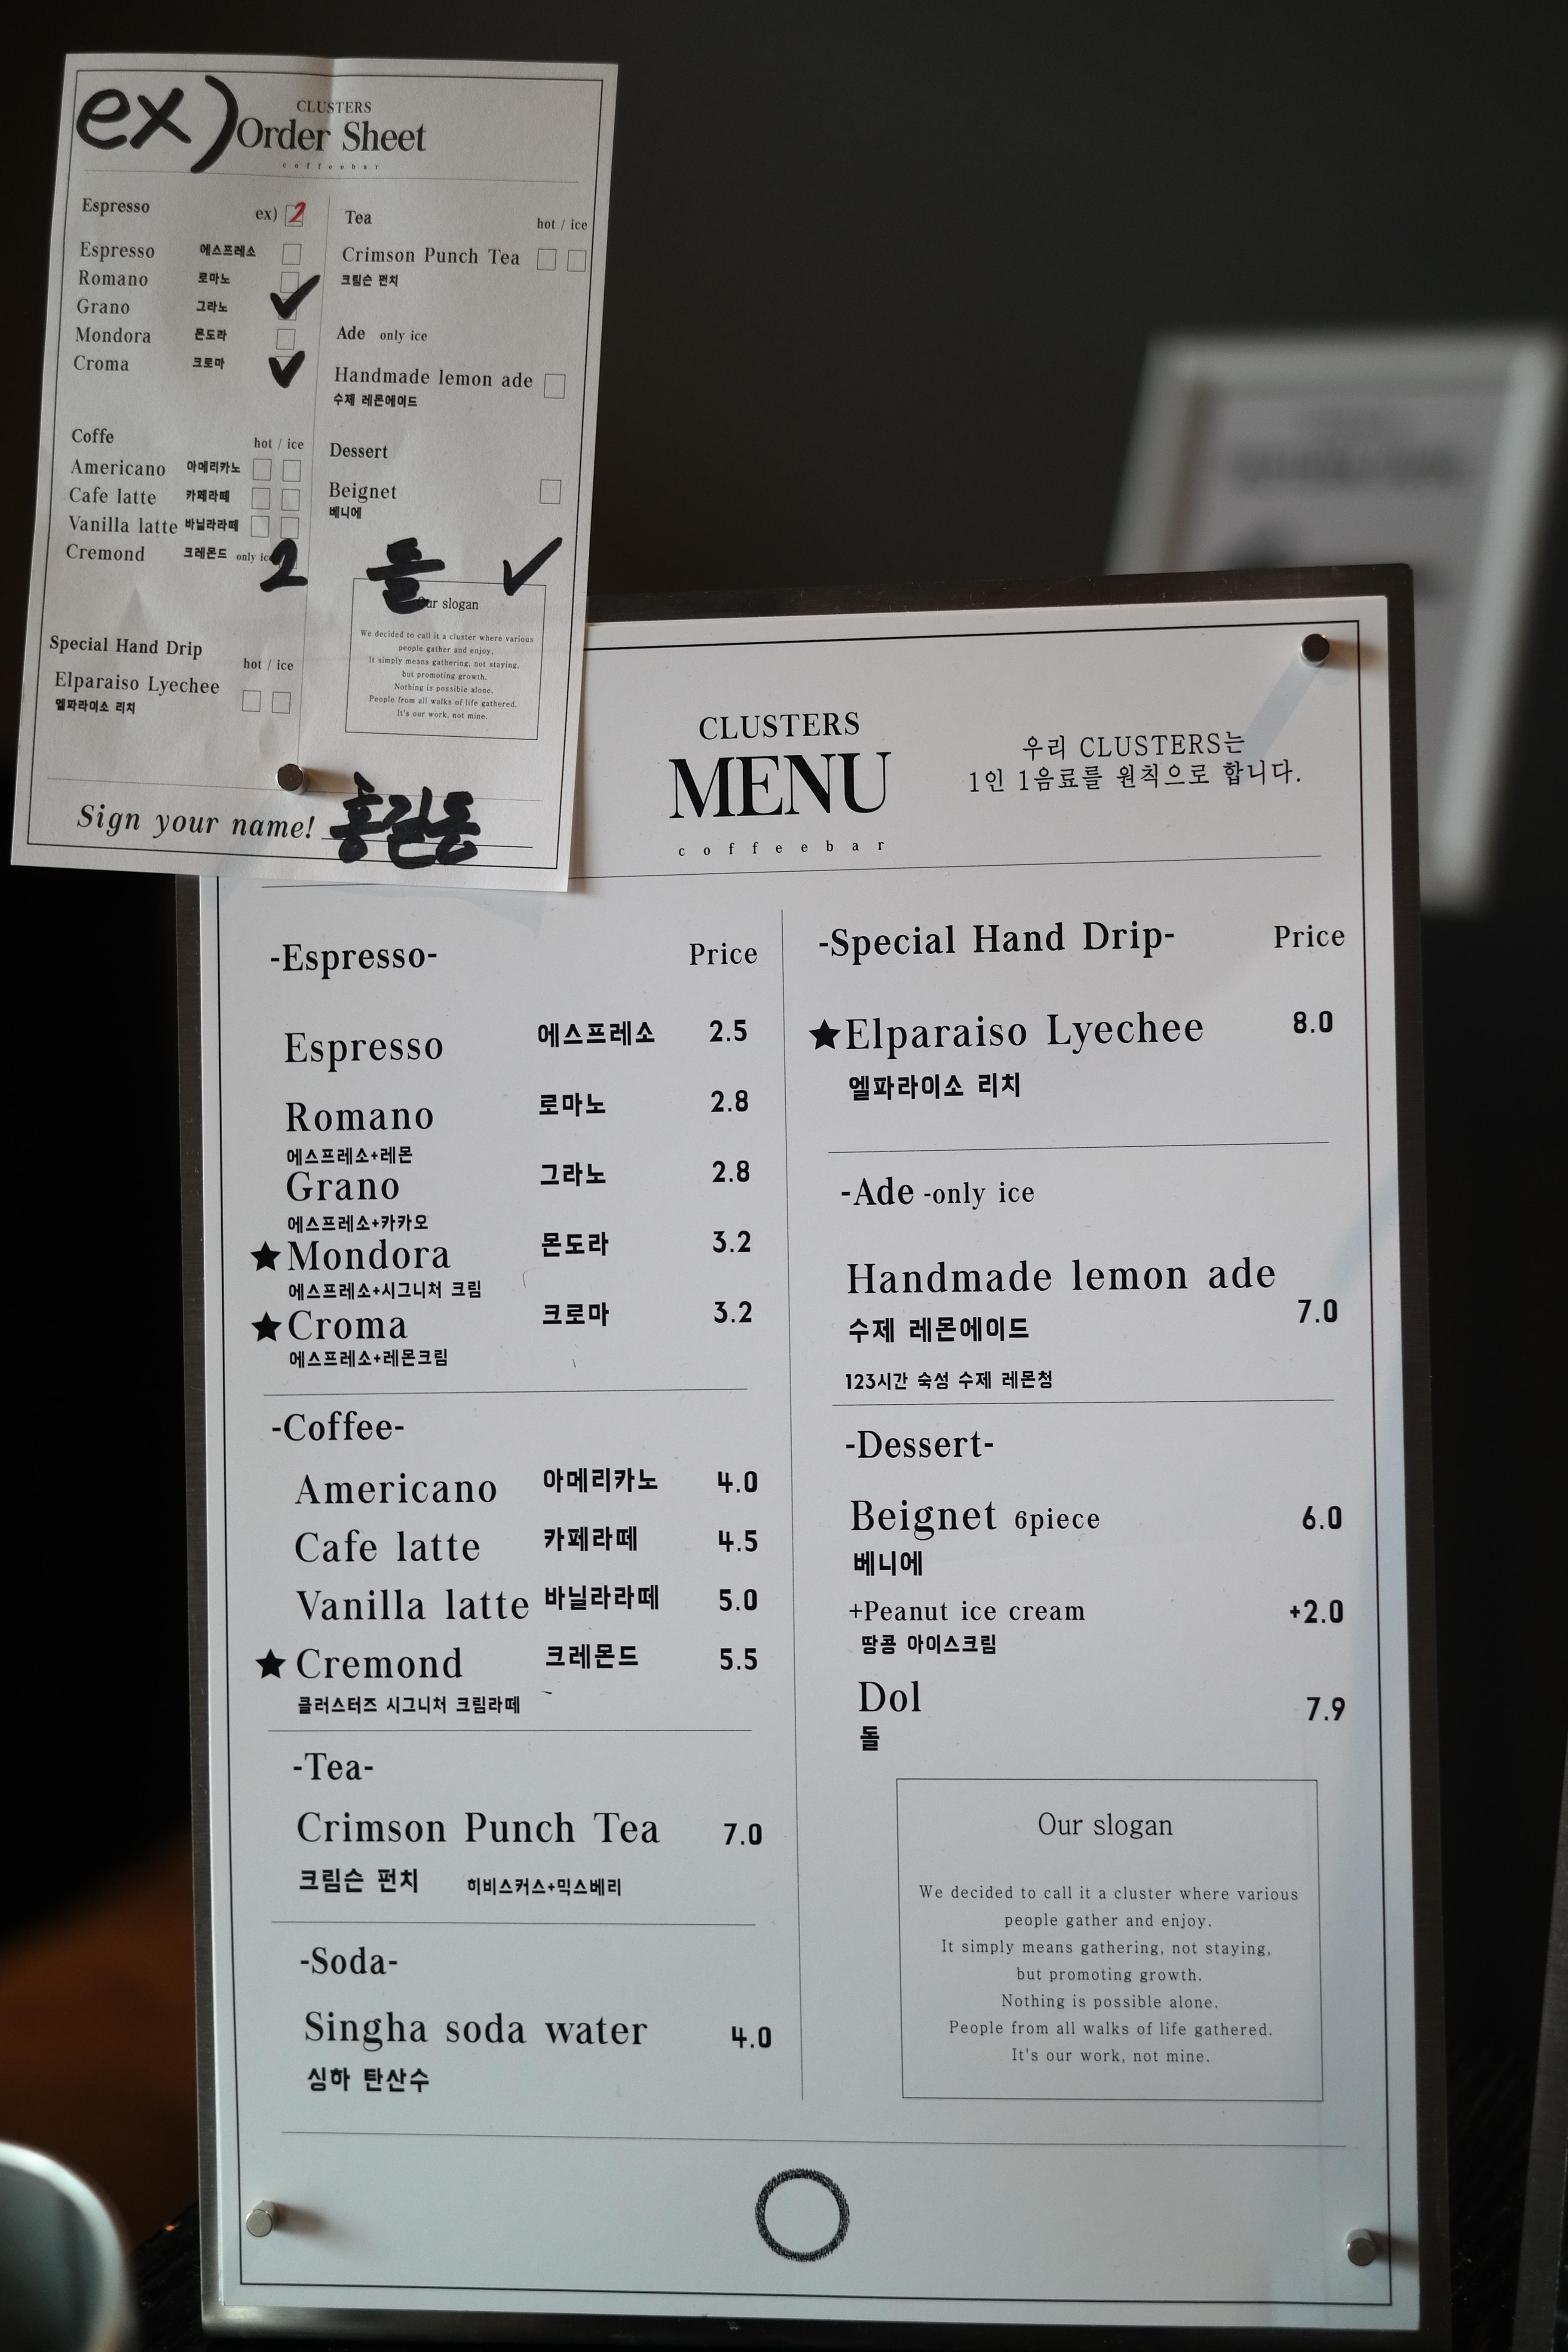 ex)
CLUSTERS
Order Sheet
coffeebar
Espresso ex) 2
Espresso 에스프레소
Romano 로마노
Grano 그라노
Mondora 몬도라
Croma 크로마
Coffe hot / ice
Americano 아메리카노
Cafe latte 카페라떼
Vanilla latte 바닐라라떼
Cremond 크레몬드 only ic 2
Special Hand Drip
hot / ice
Elparaiso Lyechee
엘파라이소 리치
Tea
hot / ice
Crimson Punch Tea
크림슨 펀치
Ade only ice
Handmade lemon ade
수제 레몬에이드
Dessert
Beignet
베니에
돌
Our slogan
We decided to call it a cluster where various
people gather and enjoy.
It simply means gathering, not staying,
but promoting growth.
Nothing is possible alone.
People from all walks of life gathered.
It's our work, not mine.
Sign your name! 홍길동
CLUSTERS
MENU
coffeebar
우리 CLUSTERS는
1인 1음료를 원칙으로 합니다.
-Espresso- Price
Espresso 에스프레소 2.5
Romano 로마노 2.8
에스프레소+레몬
Grano 그라노 2.8
에스프레소+카카오
★Mondora 몬도라 3.2
에스프레소+시그니처 크림
★Croma 크로마 3.2
에스프레소+레몬크림
-Coffee-
Americano 아메리카노 4.0
Cafe latte 카페라떼 4.5
Vanilla latte 바닐라라떼 5.0
★Cremond 크레몬드 5.5
클러스터즈 시그니처 크림라떼
-Tea-
Crimson Punch Tea 7.0
크림슨 펀치 히비스커스+믹스베리
-Soda-
Singha soda water 4.0
싱하 탄산수
-Special Hand Drip- Price
★Elparaiso Lyechee 8.0
엘파라이소 리치
-Ade -only ice
Handmade lemon ade
수제 레몬에이드 7.0
123시간 숙성 수제 레몬청
-Dessert-
Beignet 6piece 6.0
베니에
+Peanut ice cream +2.0
땅콩 아이스크림
Dol 7.9
돌
Our slogan
We decided to call it a cluster where various
people gather and enjoy.
It simply means gathering, not staying,
but promoting growth.
Nothing is possible alone.
People from all walks of life gathered.
It's our work, not mine.